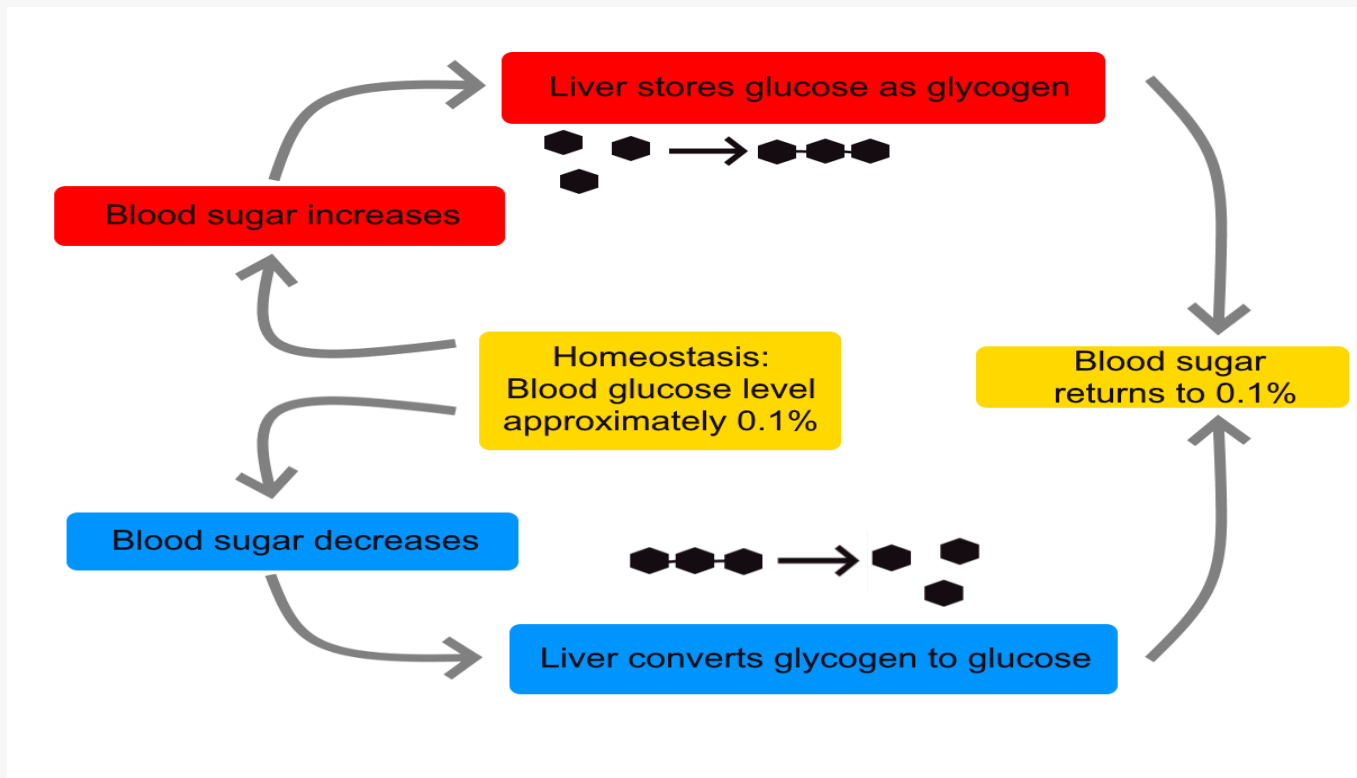 Liver stores glucose as glycogen
Blood sugar increases
Homeostasis:
Blood glucose level
approximately 0.1%
Blood sugar
returns to 0.1%
Blood sugar decreases
Liver converts glycogen to glucose